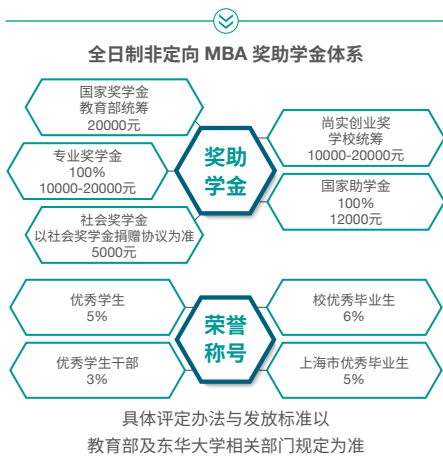 全日制非定向 MBA 奖助学金体系
国家奖学金
教育部统筹
20000元
专业奖学金
100%
10000-20000元
社会奖学金
以社会奖学金捐赠协议为准
5000元
奖助
学金
尚实创业奖
学校统筹
10000-20000元
国家助学金
100%
12000元
优秀学生
5%
优秀学生干部
3%
荣誉
称号
校优秀毕业生
6%
上海市优秀毕业生
5%
具体评定办法与发放标准以
教育部及东华大学相关部门规定为准